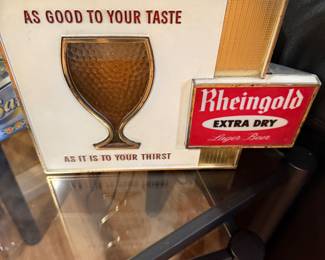 AS GOOD TO YOUR TASTE
AS IT IS TO YOUR THIRST
Rheingold
EXTRA DRY
Lager Beer